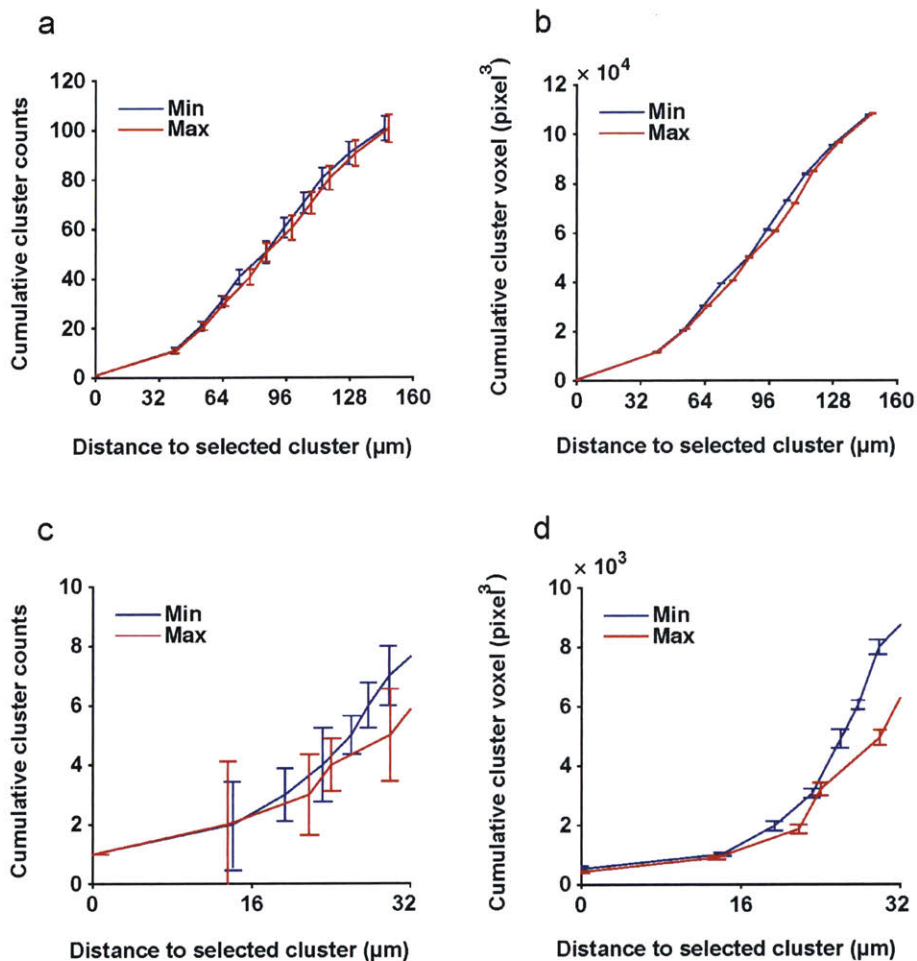 a
Cumulative cluster counts
120
100
80
60
40
20
0
Min
Max
0 32 64 96 128 160
Distance to selected cluster (µm)
b
Cumulative cluster voxel (pixel³)
× 10⁴
12
10
8
6
4
2
0
Min
Max
0 32 64 96 128 160
Distance to selected cluster (µm)
c
Cumulative cluster counts
10
8
6
4
2
0
Min
Max
0 16 32
Distance to selected cluster (µm)
d
Cumulative cluster voxel (pixel³)
× 10³
10
8
6
4
2
0
Min
Max
0 16 32
Distance to selected cluster (µm)